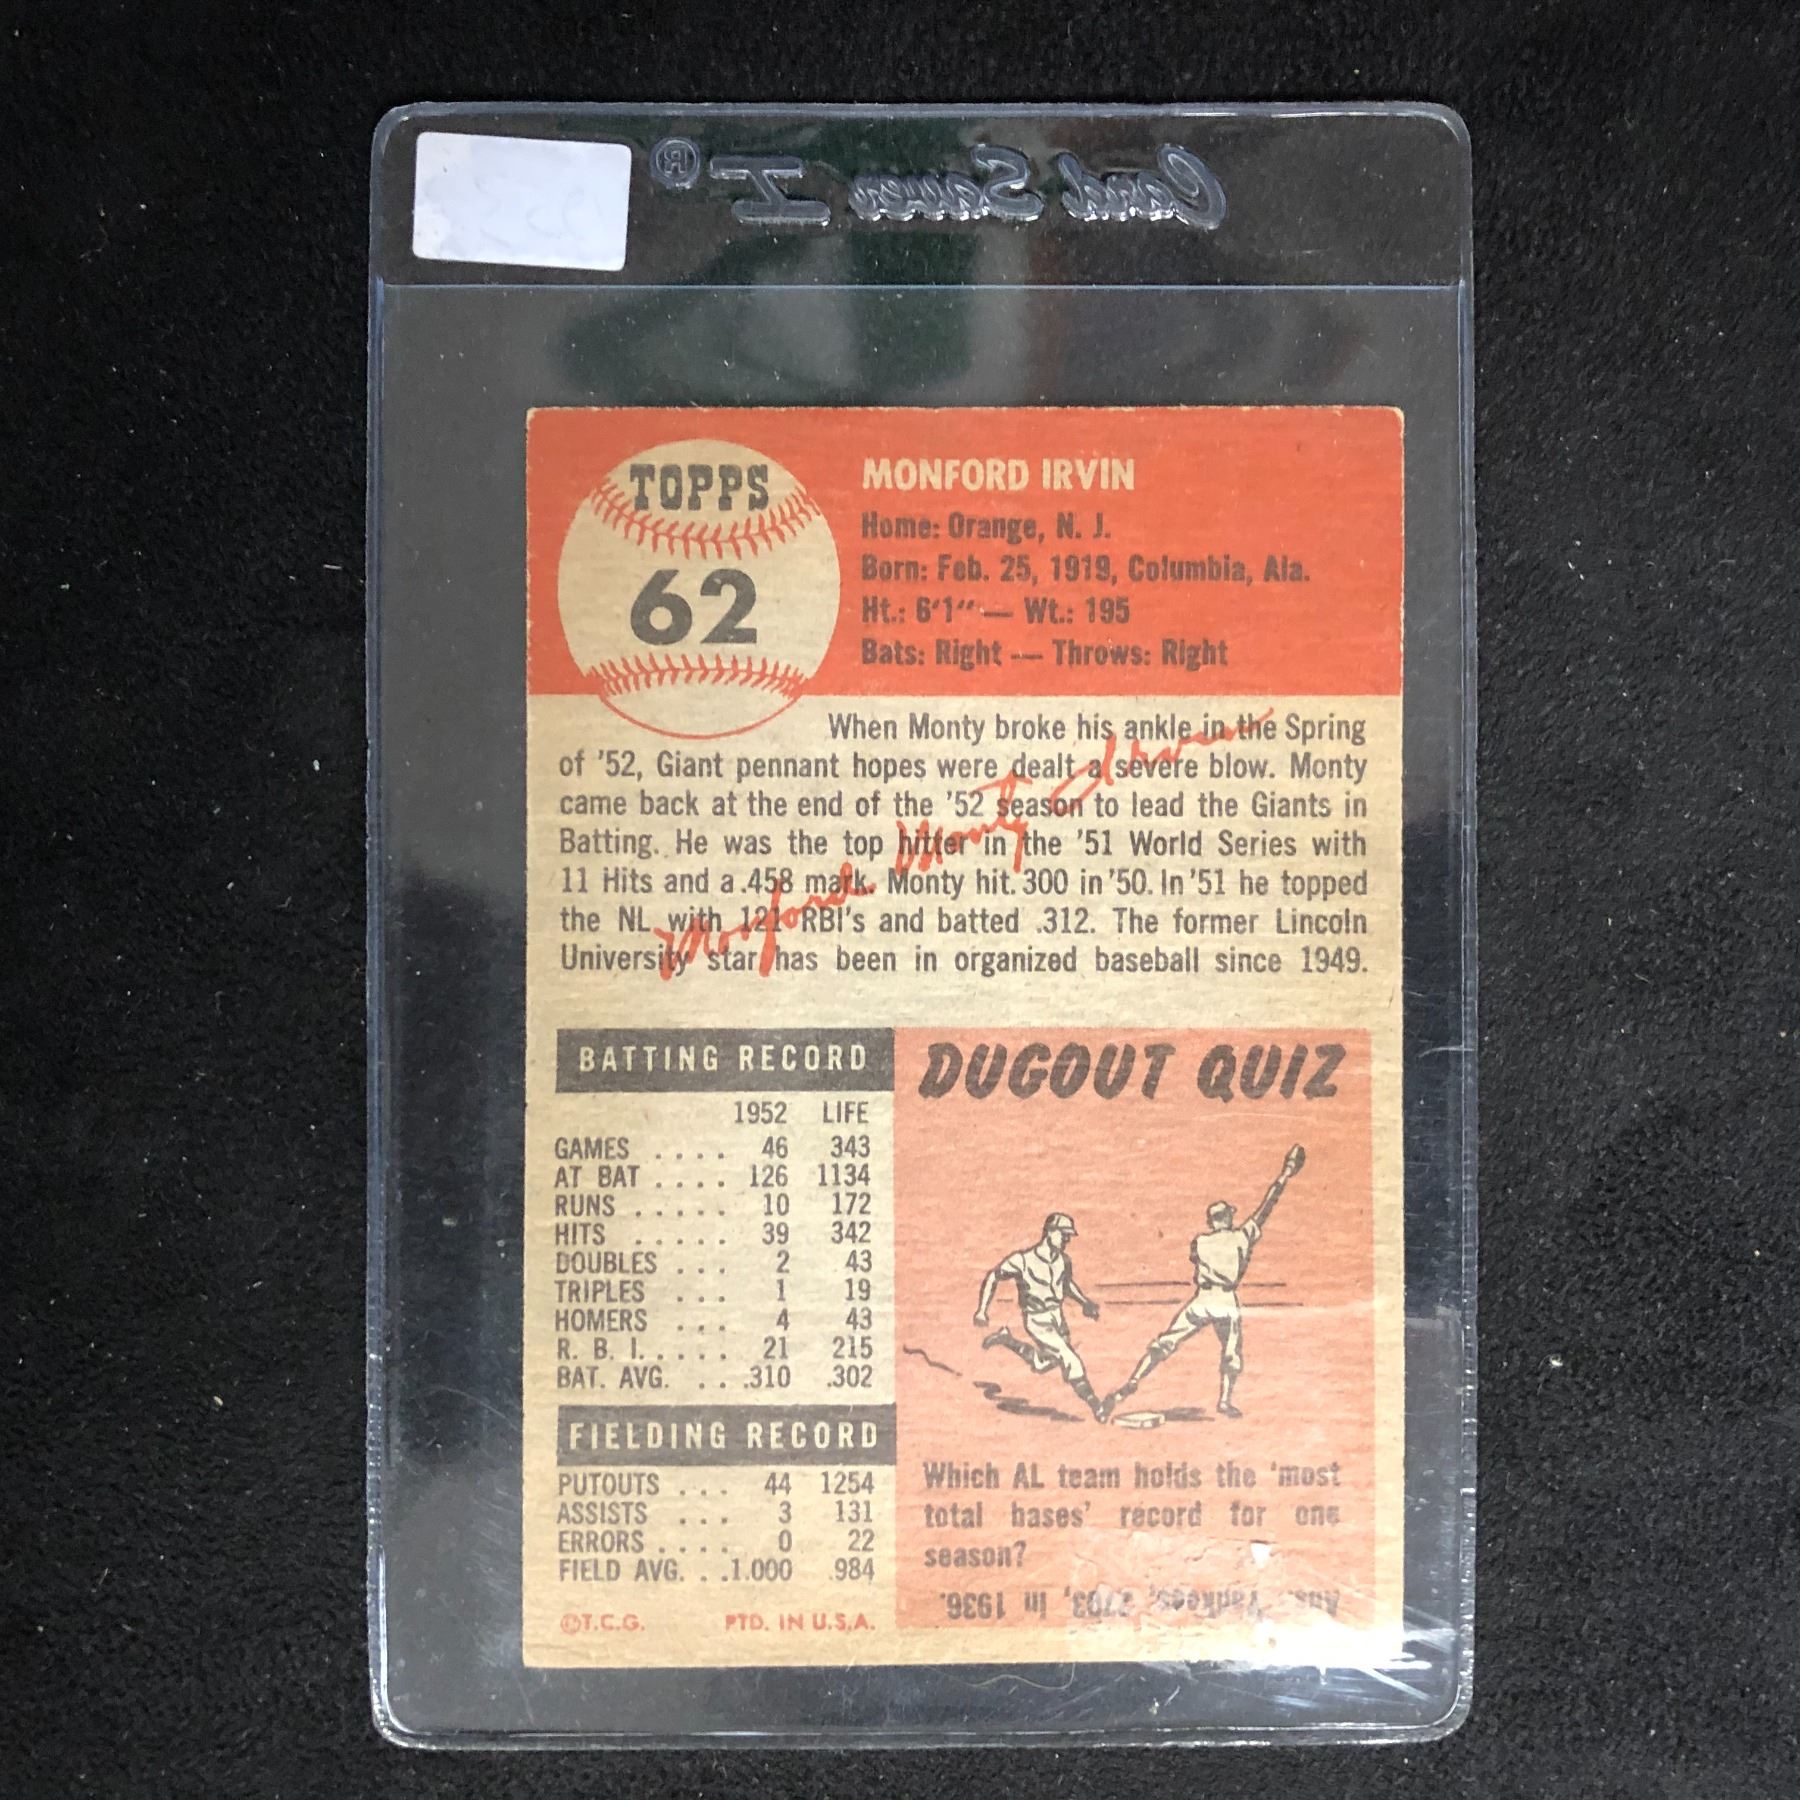 Card Saver I®
TOPPS
62
MONFORD IRVIN
Home: Orange, N. J.
Born: Feb. 25, 1919, Columbia, Ala.
Ht.: 6'1" — Wt.: 195
Bats: Right — Throws: Right
When Monty broke his ankle in the Spring
of '52, Giant pennant hopes were dealt a severe blow. Monty
came back at the end of the '52 season to lead the Giants in
Batting. He was the top hitter in the '51 World Series with
11 Hits and a .458 mark. Monty hit .300 in '50. In '51 he topped
the NL with 121 RBI's and batted .312. The former Lincoln
University star has been in organized baseball since 1949.
Monford Monty Irvin
BATTING RECORD
1952 LIFE
GAMES .... 46 343
AT BAT .... 126 1134
RUNS ..... 10 172
HITS ..... 39 342
DOUBLES ... 2 43
TRIPLES ... 1 19
HOMERS ... 4 43
R. B. I. .... 21 215
BAT. AVG. .. .310 .302
FIELDING RECORD
PUTOUTS ... 44 1254
ASSISTS ... 3 131
ERRORS .... 0 22
FIELD AVG. .. 1.000 .984
©T.C.G. PTD. IN U.S.A.
DUGOUT QUIZ
Which AL team holds the 'most
total bases' record for one
season?
Ans: Yankees, 2703, in 1936.